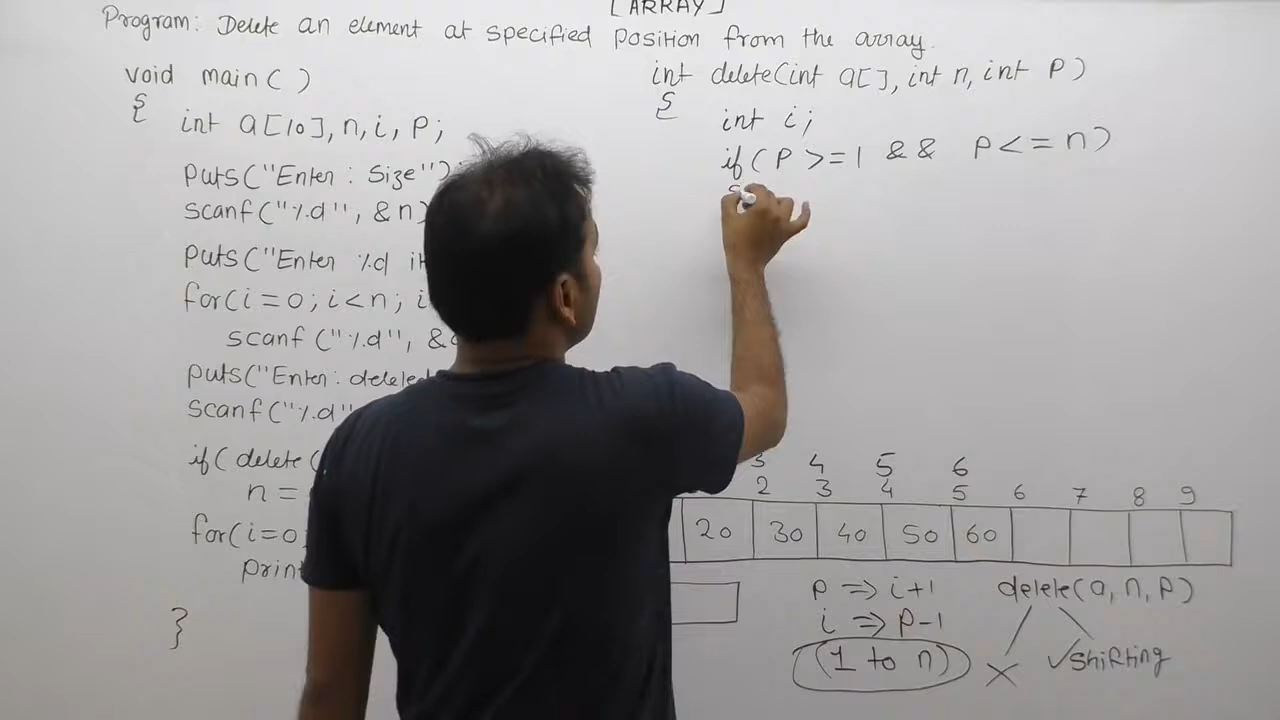 [ARRAY]
Program: Delete an element at specified position from the array.
void main( )
{
int a[10], n, i, p;
puts("Enter : Size")
scanf("%d", &n)
puts("Enter %d
for(i=0; i<n; i
scanf("%d", &
puts("Enter:
scanf("%d"
if( delete (
n =
for(i=0
}
int delete(int a[], int n, int p)
{
int i;
if(p >=1 && p<=n)
3 4 5 6
2 3 4 5 6 7 8 9
20 30 40 50 60
p => i+1
i => p-1
(1 to n)
delete(a, n, p)
× ✓shifting